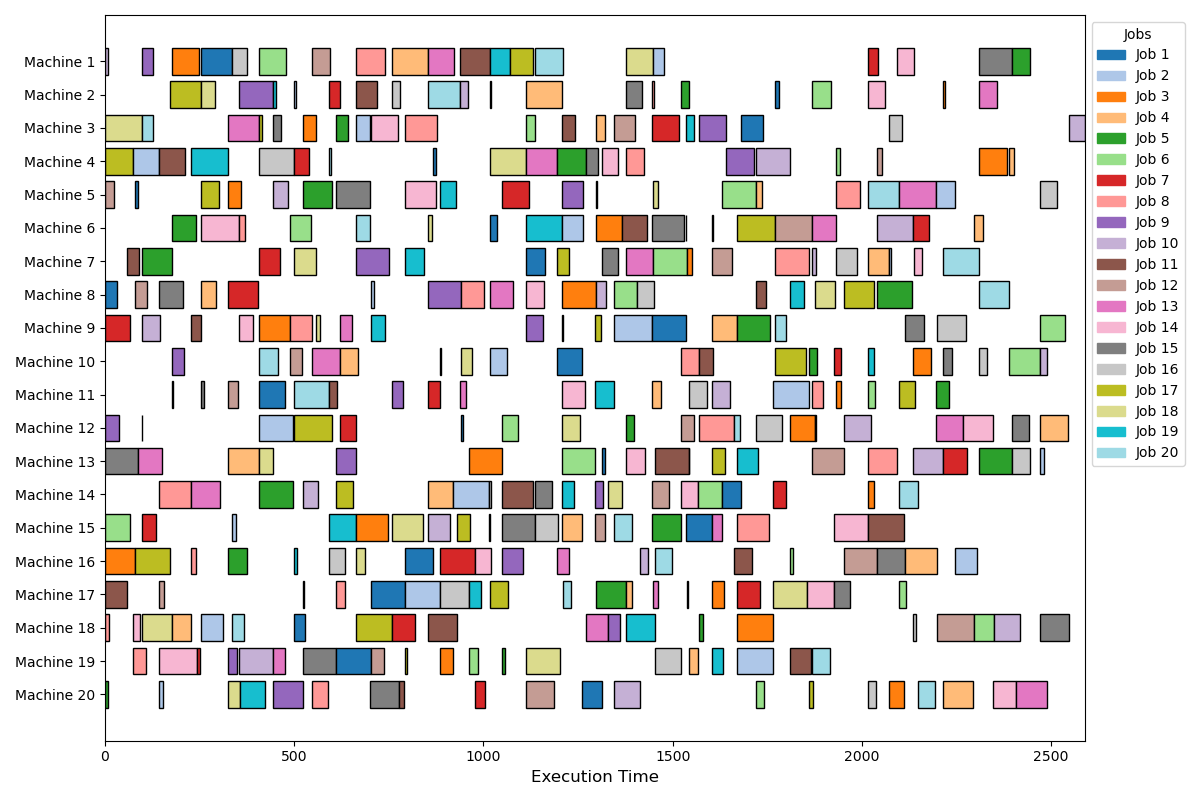 Machine 1
Machine 2
Machine 3
Machine 4
Machine 5
Machine 6
Machine 7
Machine 8
Machine 9
Machine 10
Machine 11
Machine 12
Machine 13
Machine 14
Machine 15
Machine 16
Machine 17
Machine 18
Machine 19
Machine 20
0 500 1000 1500 2000 2500
Execution Time
Jobs
Job 1
Job 2
Job 3
Job 4
Job 5
Job 6
Job 7
Job 8
Job 9
Job 10
Job 11
Job 12
Job 13
Job 14
Job 15
Job 16
Job 17
Job 18
Job 19
Job 20